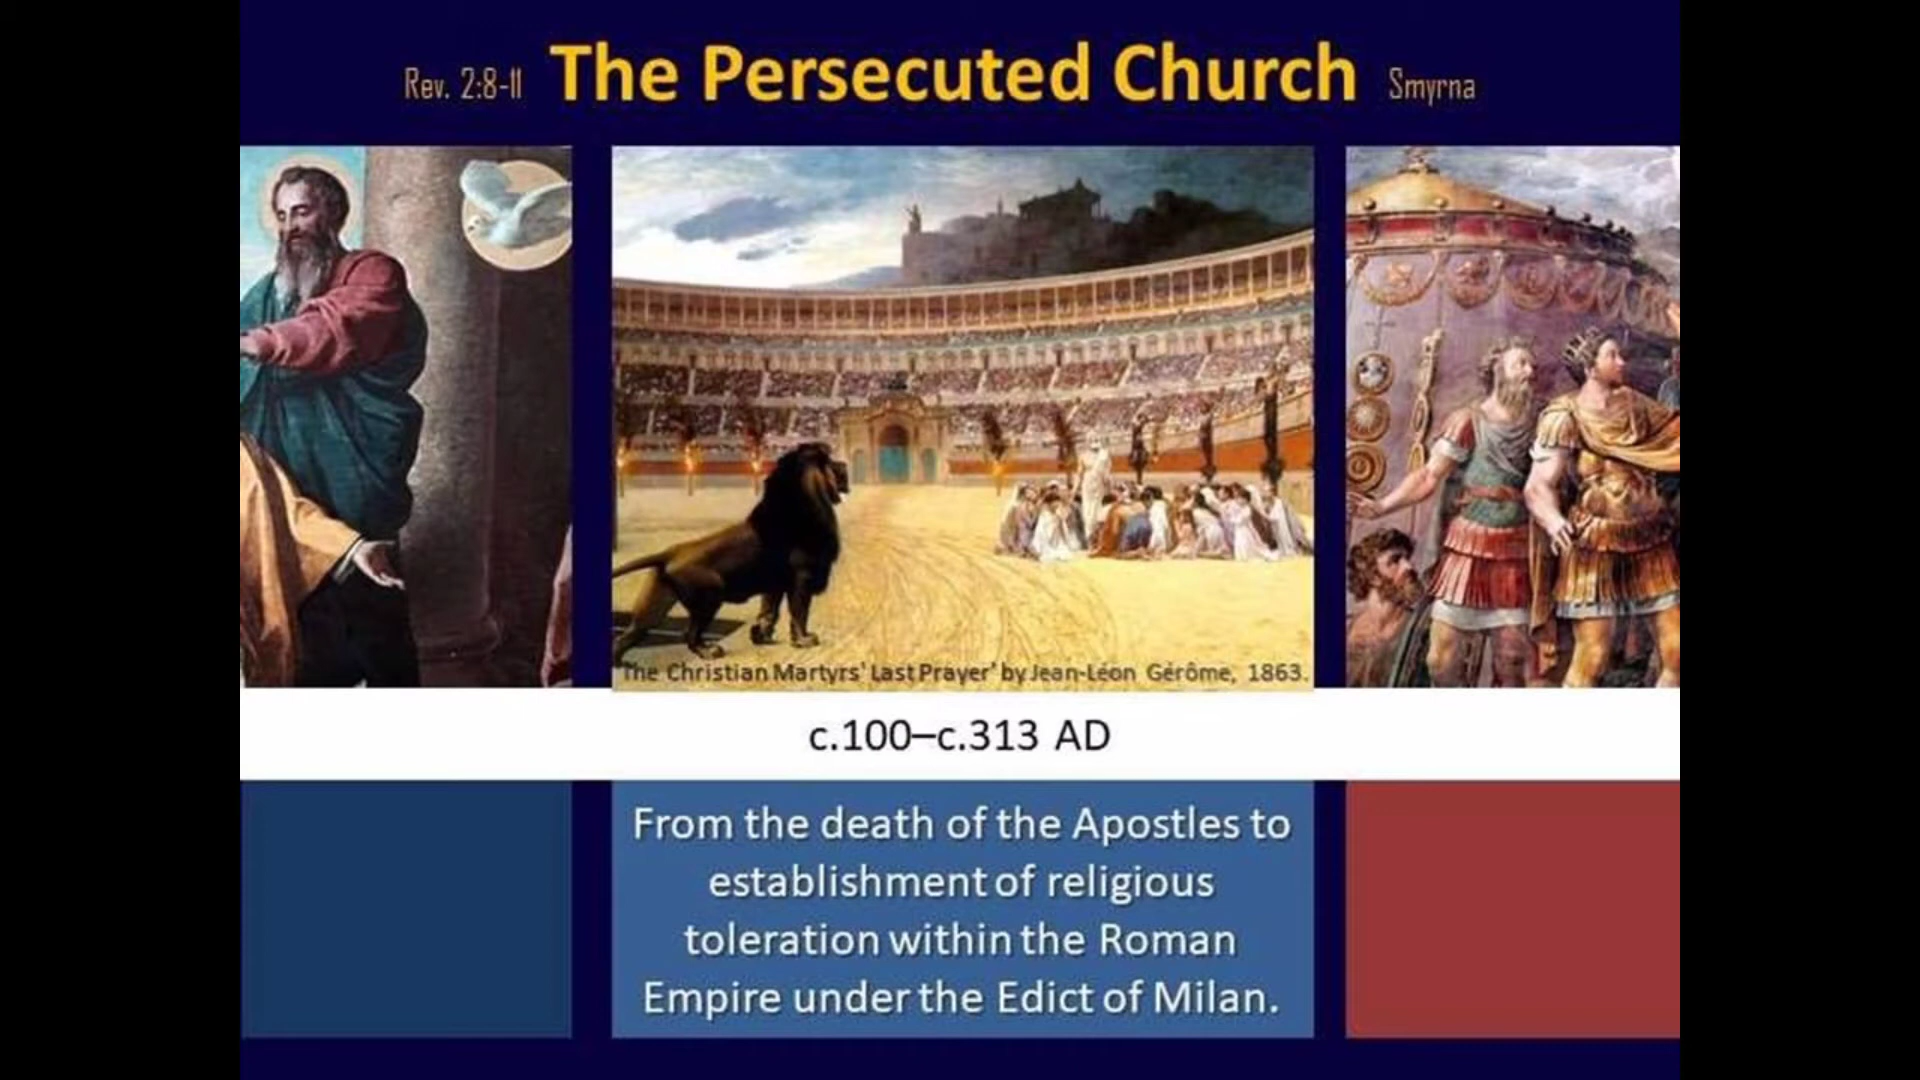 Rev. 2:8-11 The Persecuted Church Smyrna
The Christian Martyrs' Last Prayer' by Jean-Léon Gérôme, 1863.
c.100–c.313 AD
From the death of the Apostles to
establishment of religious
toleration within the Roman
Empire under the Edict of Milan.